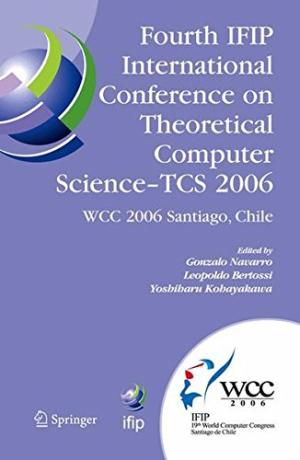 Fourth IFIP
International
Conference on
Theoretical
Computer
Science–TCS 2006
WCC 2006 Santiago, Chile
Edited by
Gonzalo Navarro
Leopoldo Bertossi
Yoshiharu Kohayakawa
Springer
ifip
WCC
2006
IFIP
19th World Computer Congress
Santiago de Chile